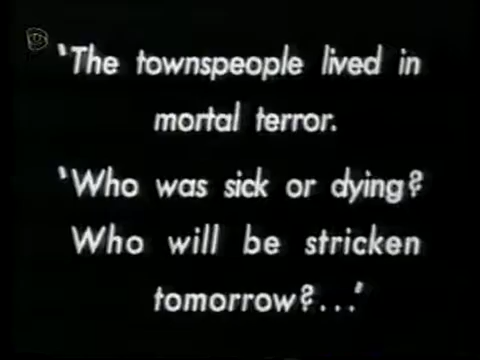 ‛The townspeople lived in
mortal terror.
‛Who was sick or dying?
Who will be stricken
tomorrow?...’